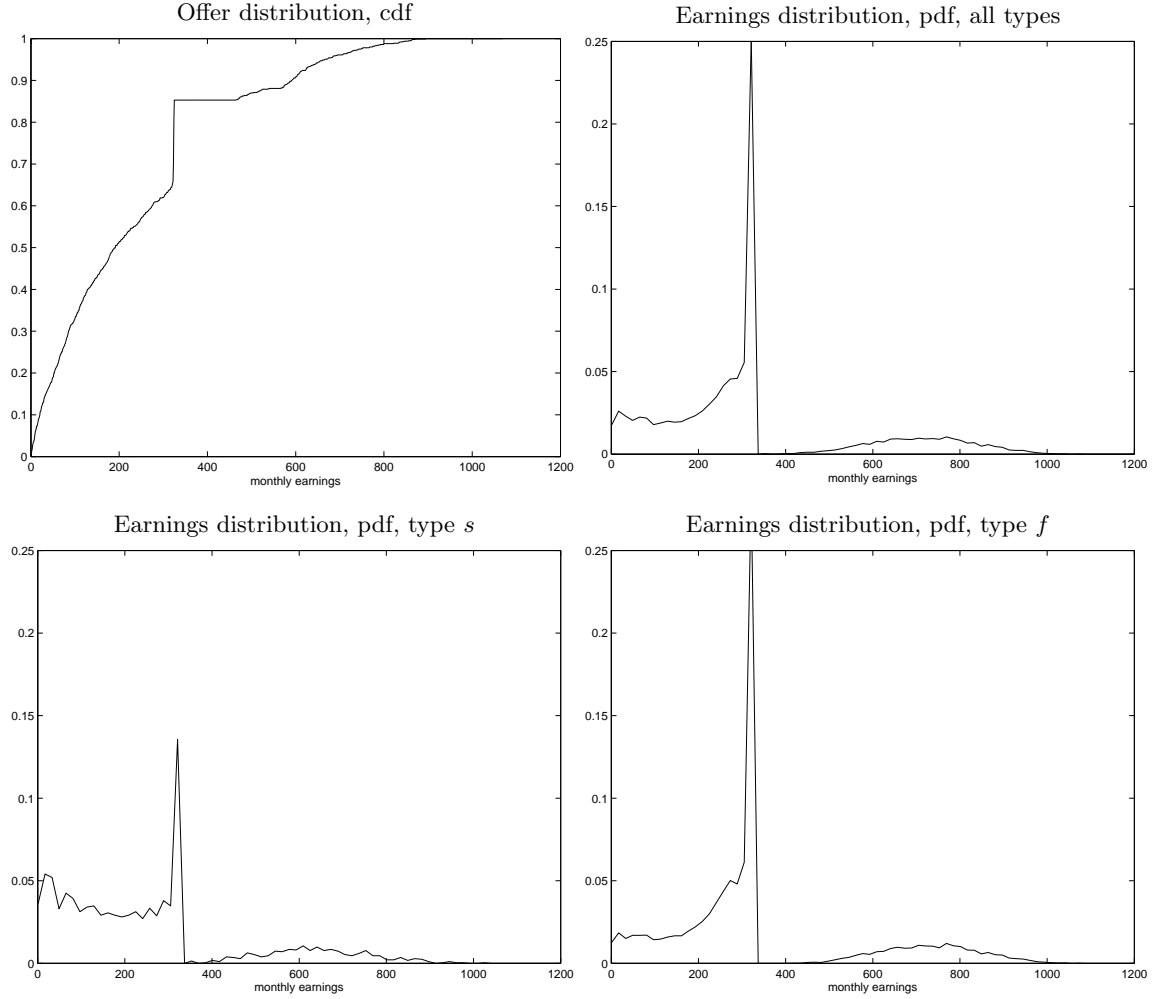 Offer distribution, cdf
1
0.9
0.8
0.7
0.6
0.5
0.4
0.3
0.2
0.1
0
0 200 400 600 800 1000 1200
monthly earnings
Earnings distribution, pdf, all types
0.25
0.2
0.15
0.1
0.05
0
0 200 400 600 800 1000 1200
monthly earnings
Earnings distribution, pdf, type s
0.25
0.2
0.15
0.1
0.05
0
0 200 400 600 800 1000 1200
monthly earnings
Earnings distribution, pdf, type f
0.25
0.2
0.15
0.1
0.05
0
0 200 400 600 800 1000 1200
monthly earnings